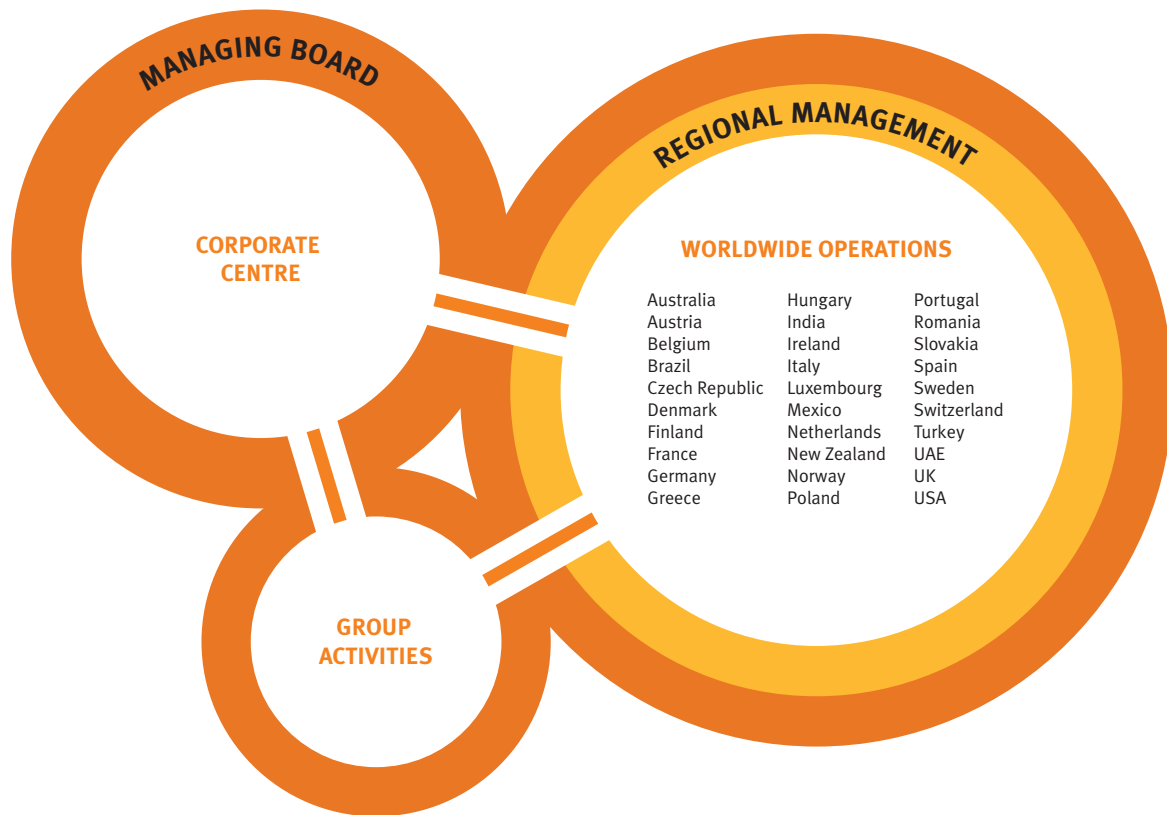 MANAGING BOARD
REGIONAL MANAGEMENT
CORPORATE
CENTRE
WORLDWIDE OPERATIONS
Australia
Austria
Belgium
Brazil
Czech Republic
Denmark
Finland
France
Germany
Greece
Hungary
India
Ireland
Italy
Luxembourg
Mexico
Netherlands
New Zealand
Norway
Poland
Portugal
Romania
Slovakia
Spain
Sweden
Switzerland
Turkey
UAE
UK
USA
GROUP
ACTIVITIES